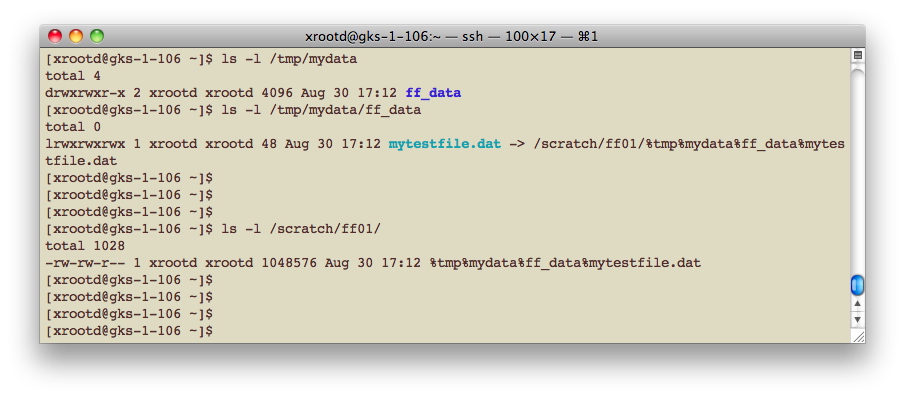 xrootd@gks-1-106:~ — ssh — 100×17 — ⌘1
[xrootd@gks-1-106 ~]$ ls -l /tmp/mydata
total 4
drwxrwxr-x 2 xrootd xrootd 4096 Aug 30 17:12 ff_data
[xrootd@gks-1-106 ~]$ ls -l /tmp/mydata/ff_data
total 0
lrwxrwxrwx 1 xrootd xrootd 48 Aug 30 17:12 mytestfile.dat -> /scratch/ff01/%tmp%mydata%ff_data%mytes
tfile.dat
[xrootd@gks-1-106 ~]$
[xrootd@gks-1-106 ~]$
[xrootd@gks-1-106 ~]$
[xrootd@gks-1-106 ~]$ ls -l /scratch/ff01/
total 1028
-rw-rw-r-- 1 xrootd xrootd 1048576 Aug 30 17:12 %tmp%mydata%ff_data%mytestfile.dat
[xrootd@gks-1-106 ~]$
[xrootd@gks-1-106 ~]$
[xrootd@gks-1-106 ~]$
[xrootd@gks-1-106 ~]$